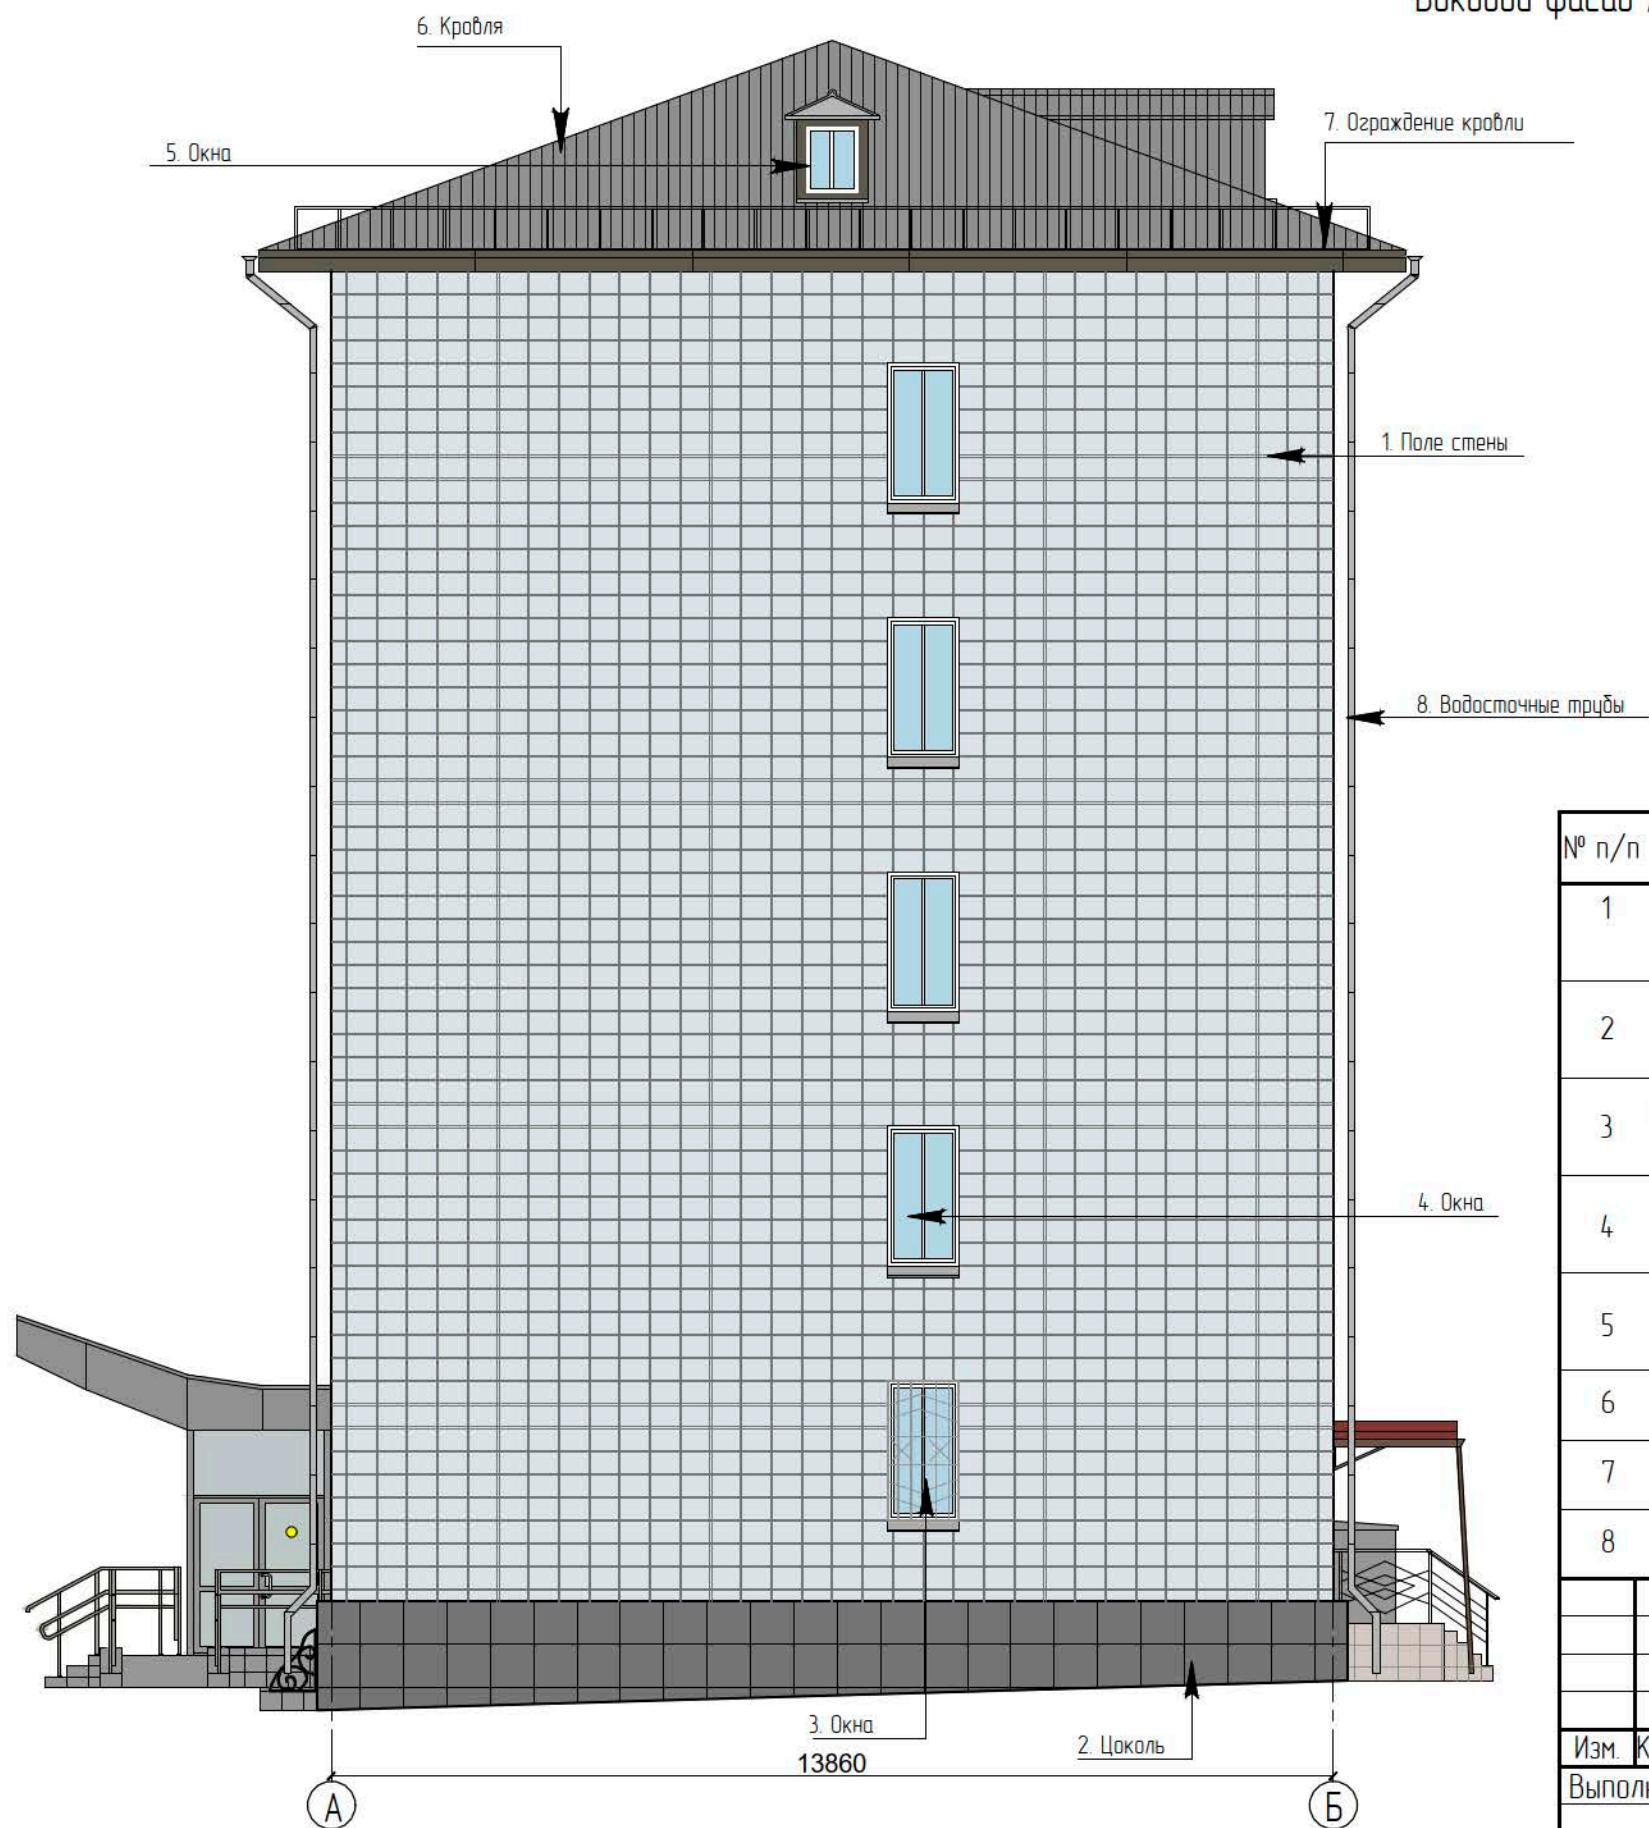 6. Кровля
7. Ограждение кровли
5. Окна
1. Поле стены
8. Водосточные трубы
№ п/п
1
2
3
4. Окна
4
5
6
7
8
3. Окна
2. Цоколь
13860
Изм.
А
Б